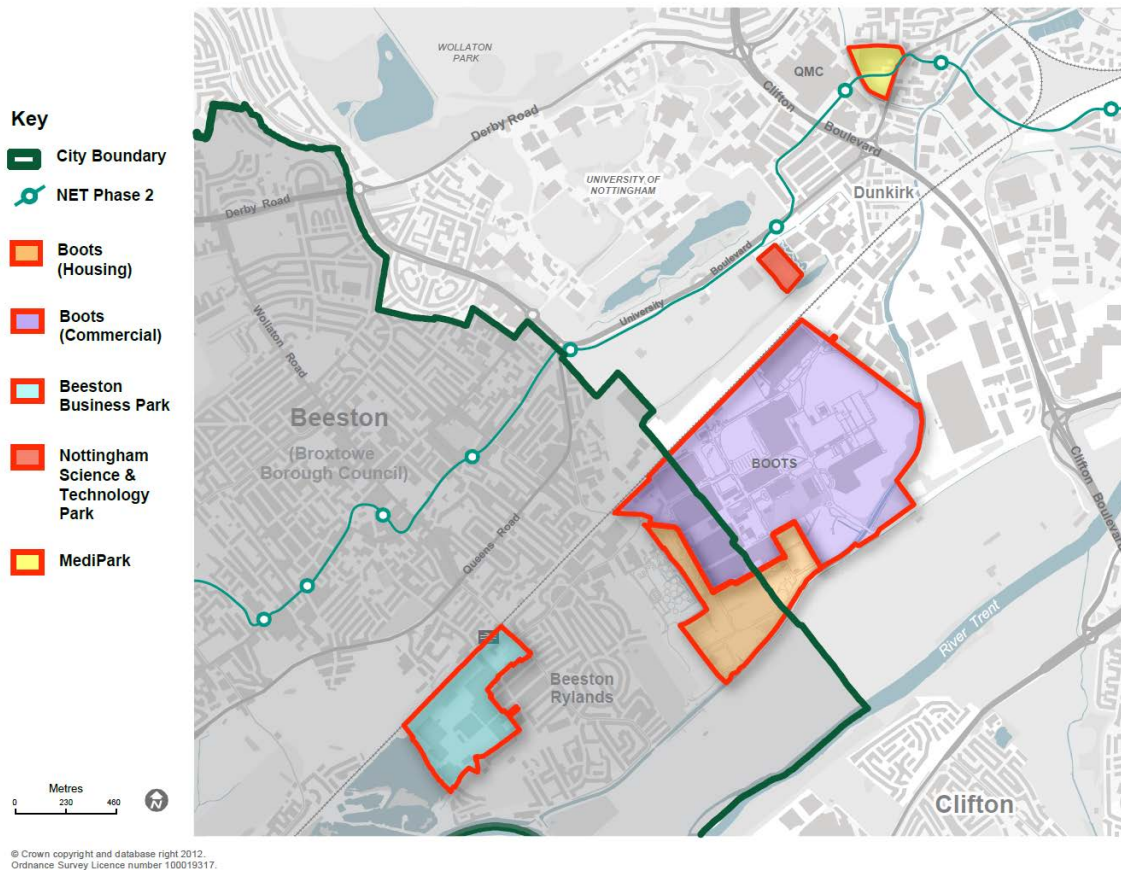 Key
City Boundary
NET Phase 2
Boots
(Housing)
Boots
(Commercial)
Beeston
Business Park
Nottingham
Science &
Technology
Park
MediPark
Metres
0 230 460
N
© Crown copyright and database right 2012.
Ordnance Survey Licence number 100019317.
WOLLATON
PARK
QMC
Derby Road
Clifton
Boulevard
UNIVERSITY OF
NOTTINGHAM
Dunkirk
Derby Road
University
Boulevard
Wollaton Road
Beeston
(Broxtowe
Borough Council)
BOOTS
Clifton Boulevard
Queens Road
River Trent
Beeston
Rylands
Clifton